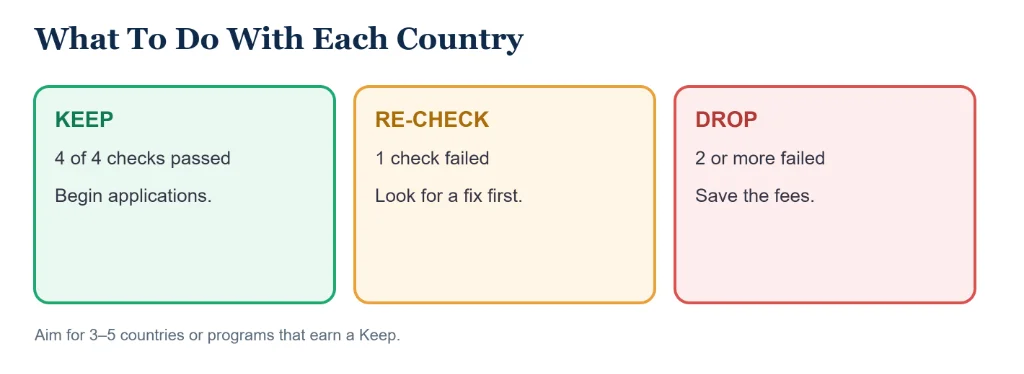 What To Do With Each Country
KEEP
4 of 4 checks passed
Begin applications.
RE-CHECK
1 check failed
Look for a fix first.
DROP
2 or more failed
Save the fees.
Aim for 3–5 countries or programs that earn a Keep.